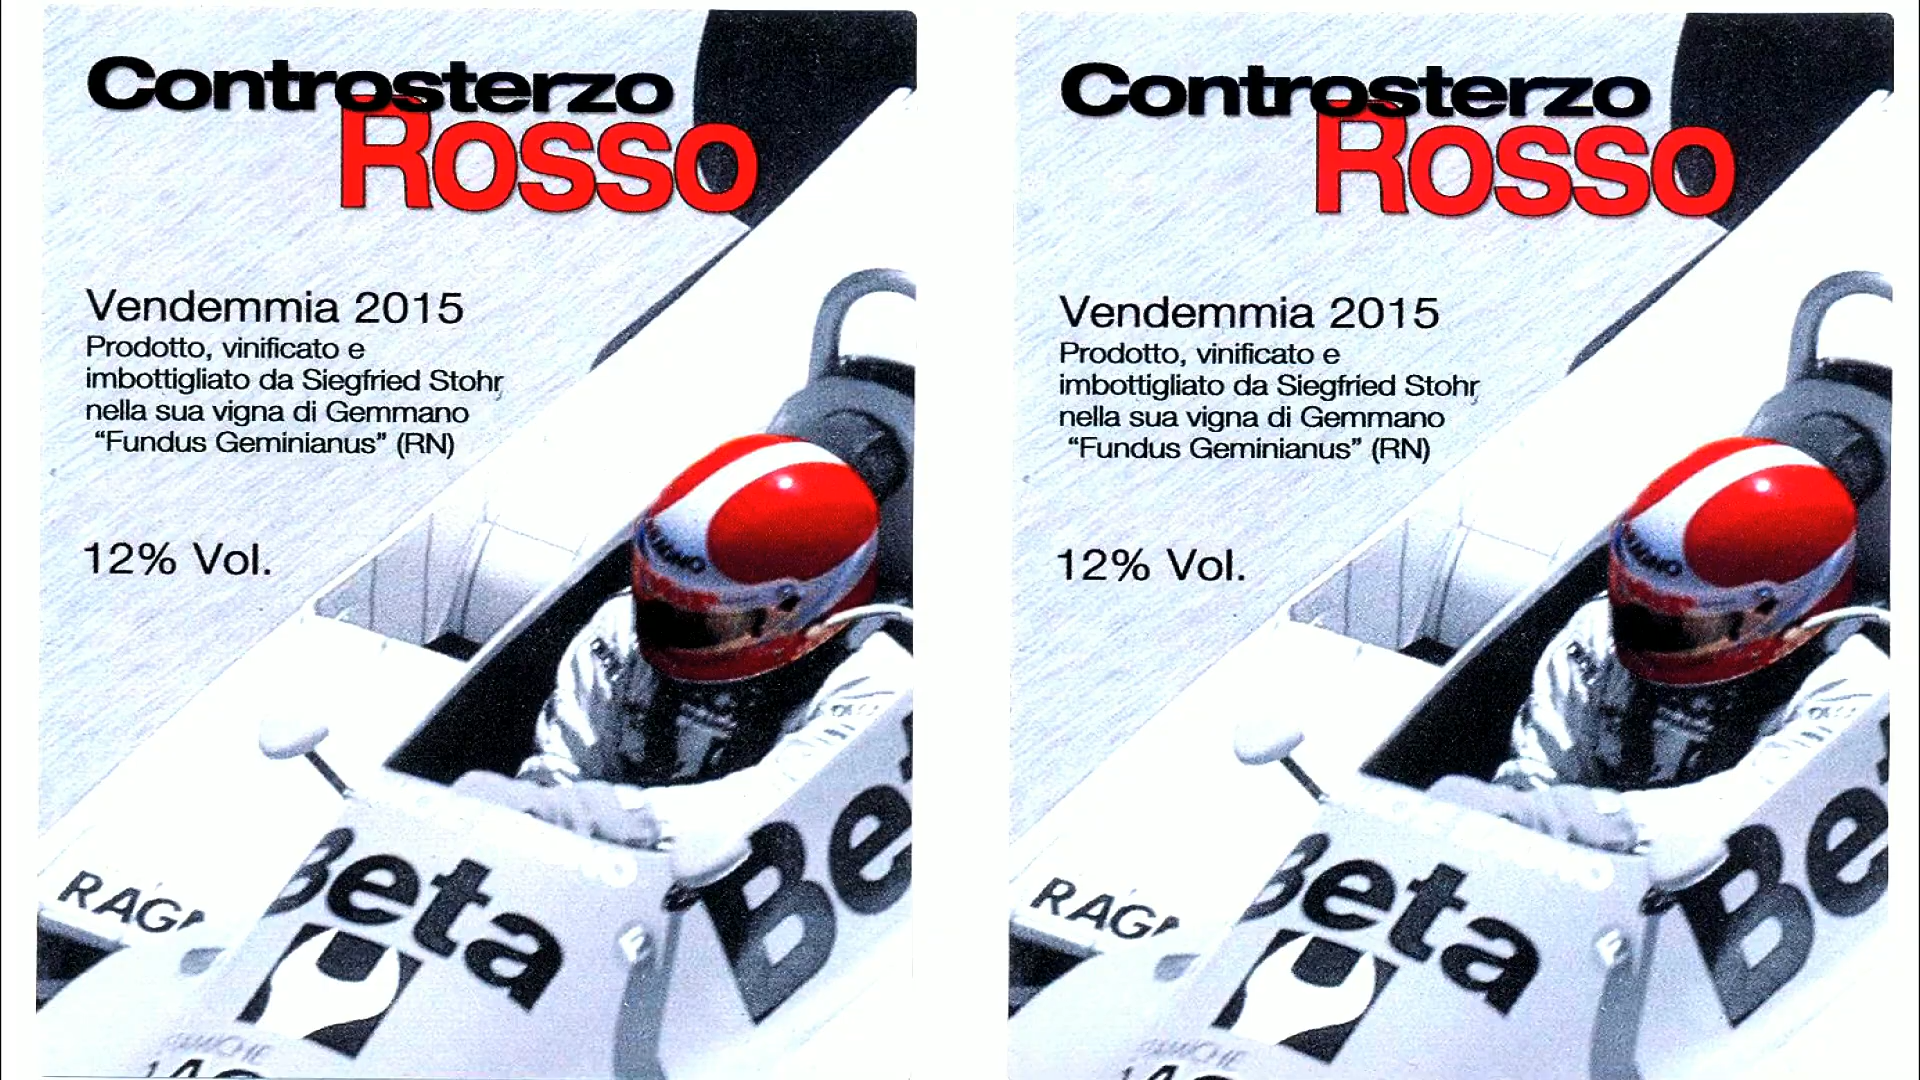 Controsterzo
Rosso
Vendemmia 2015
Prodotto, vinificato e
imbottigliato da Siegfried Stohr
nella sua vigna di Gemmano
“Fundus Geminianus” (RN)
12% Vol.
RAG
Beta
Be
Controsterzo
Rosso
Vendemmia 2015
Prodotto, vinificato e
imbottigliato da Siegfried Stohr
nella sua vigna di Gemmano
“Fundus Geminianus” (RN)
12% Vol.
RAG
Beta
Be